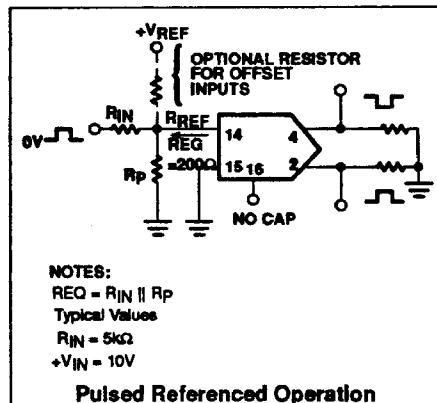 +VREF
OPTIONAL RESISTOR
FOR OFFSET
INPUTS
RIN
RREF
0V
14
4
REG
=200Ω
15
16
2
RP
NO CAP
NOTES:
REQ = RIN || RP
Typical Values
RIN = 5kΩ
+VIN = 10V
Pulsed Referenced Operation